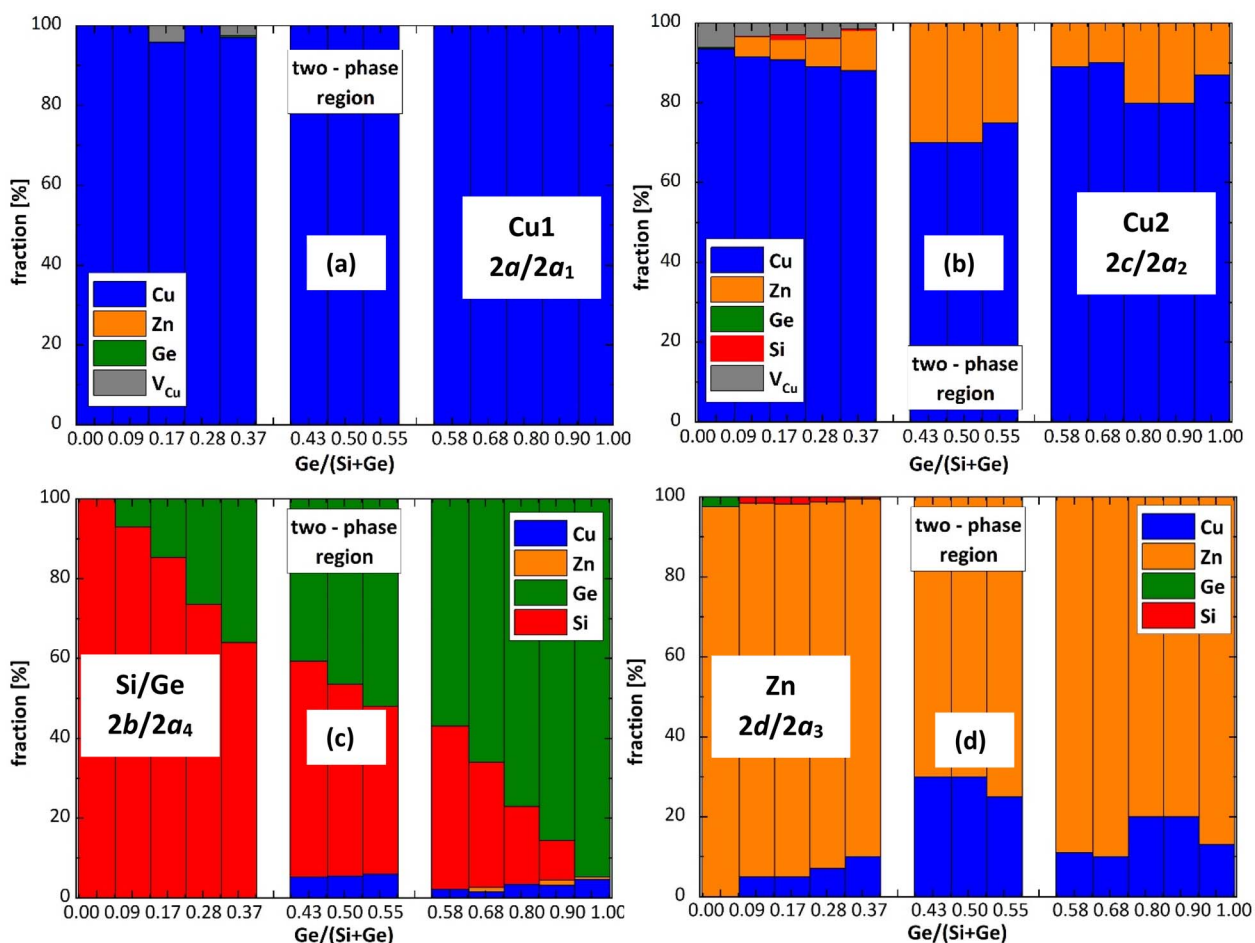 100
80
60
40
20
0
fraction [%]
two - phase
region
(a)
Cu1
2a/2a1
Cu
Zn
Ge
VCu
0.00 0.09 0.17 0.28 0.37 0.43 0.50 0.55 0.58 0.68 0.80 0.90 1.00
Ge/(Si+Ge)
100
80
60
40
20
0
fraction [%]
Cu
Zn
Ge
Si
VCu
(b)
two - phase
region
Cu2
2c/2a2
0.00 0.09 0.17 0.28 0.37 0.43 0.50 0.55 0.58 0.68 0.80 0.90 1.00
Ge/(Si+Ge)
100
80
60
40
20
0
fraction [%]
two - phase
region
Si/Ge
2b/2a4
(c)
Cu
Zn
Ge
Si
0.00 0.09 0.17 0.28 0.37 0.43 0.50 0.55 0.58 0.68 0.80 0.90 1.00
Ge/(Si+Ge)
100
80
60
40
20
0
fraction [%]
two - phase
region
Zn
2d/2a3
(d)
Cu
Zn
Ge
Si
0.00 0.09 0.17 0.28 0.37 0.43 0.50 0.55 0.58 0.68 0.80 0.90 1.00
Ge/(Si+Ge)